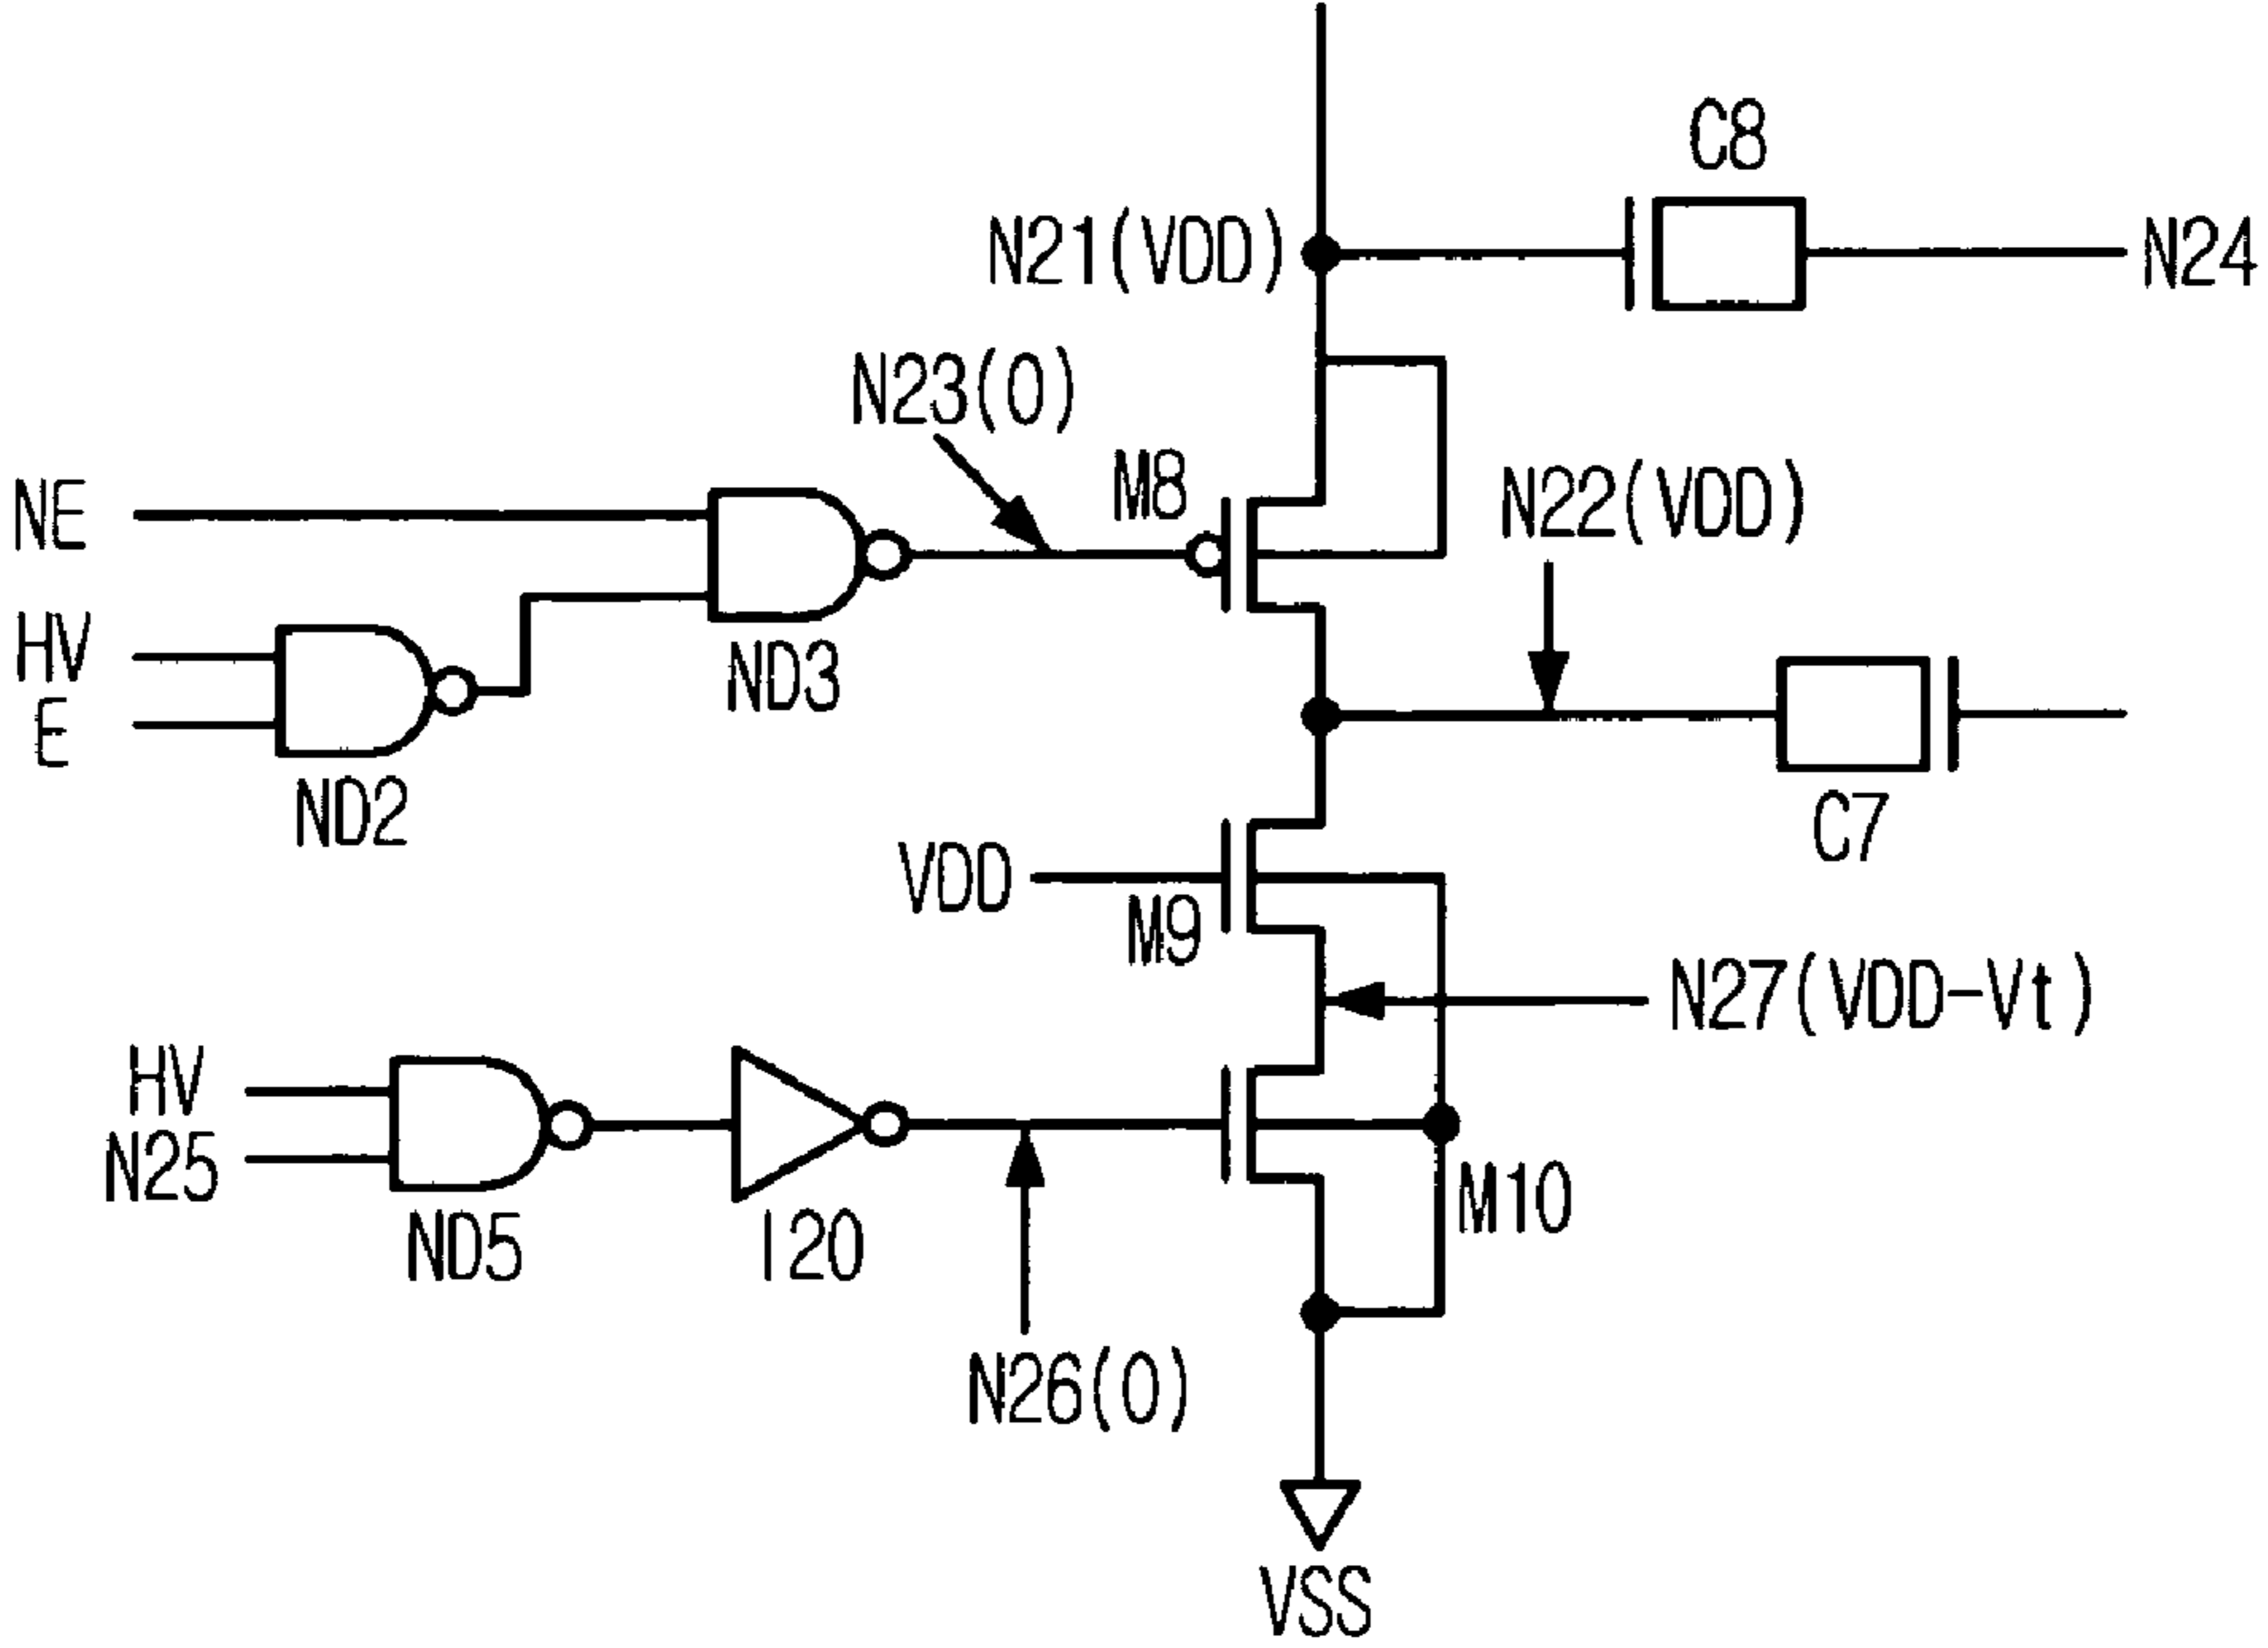 C8
N21(VDD)
N24
N23(0)
M8
N22(VDD)
NE
HV
E
ND3
ND2
C7
VDD
M9
N27(VDD-Vt)
HV
N25
M10
ND5
I20
N26(0)
VSS